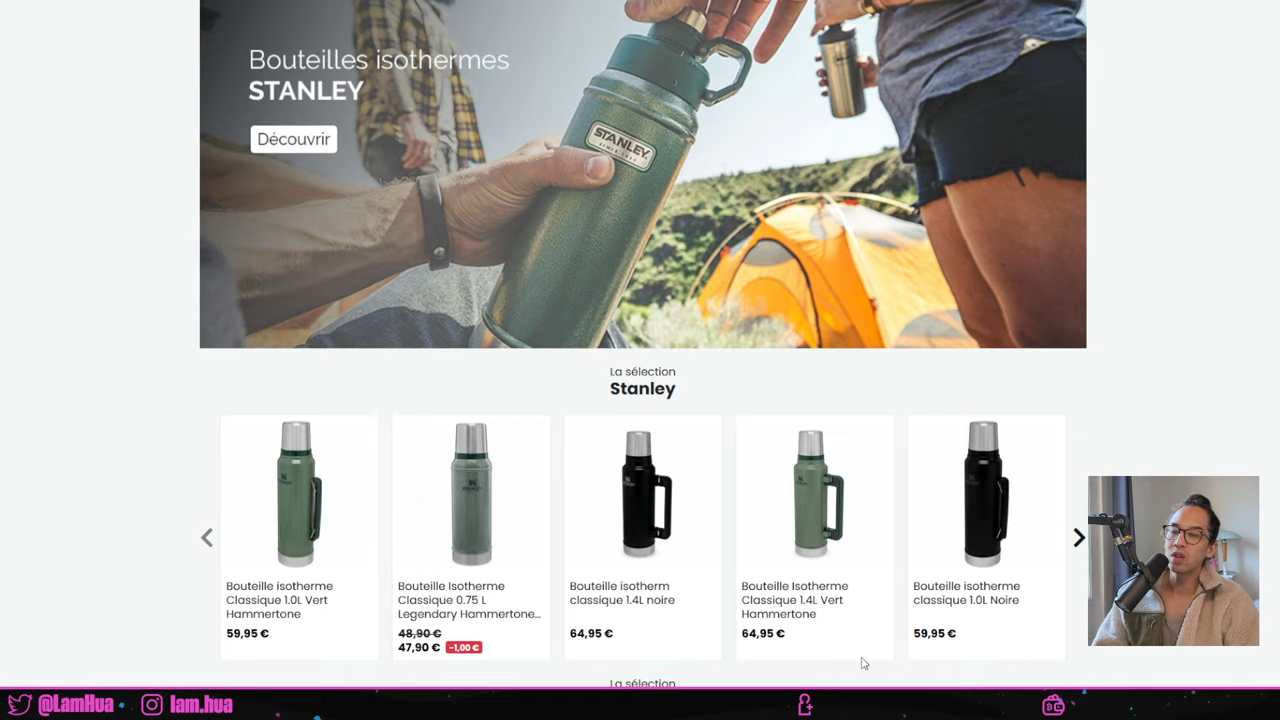 Bouteilles isothermes
STANLEY
Découvrir
STANLEY
La sélection
Stanley
Bouteille isotherme
Classique 1.0L Vert
Hammertone
59,95 €
Bouteille Isotherme
Classique 0.75 L
Legendary Hammertone...
48,90 €
47,90 € -1,00 €
Bouteille isotherm
classique 1.4L noire
64,95 €
Bouteille Isotherme
Classique 1.4L Vert
Hammertone
64,95 €
Bouteille isotherme
classique 1.0L Noire
59,95 €
La sélection
@LamHua lam.hua